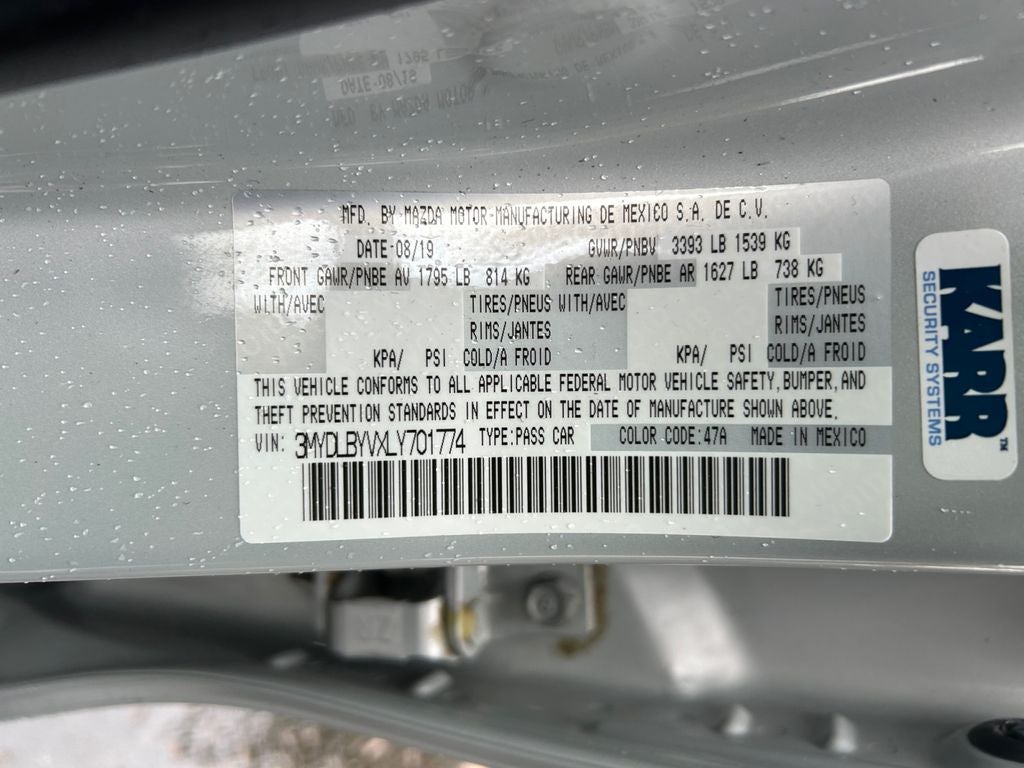 MFD. BY MAZDA MOTOR MANUFACTURING DE MEXICO S.A. DE C.V.
DATE 08/19 GVWR/PNBV 3393 LB 1539 KG
FRONT GAWR/PNBE AV 1795 LB 814 KG REAR GAWR/PNBE AR 1627 LB 738 KG
WITH/AVEC TIRES/PNEUS WITH/AVEC TIRES/PNEUS
RIMS/JANTES RIMS/JANTES
KPA/ PSI COLD/A FROID KPA/ PSI COLD/A FROID
THIS VEHICLE CONFORMS TO ALL APPLICABLE FEDERAL MOTOR VEHICLE SAFETY, BUMPER, AND
THEFT PREVENTION STANDARDS IN EFFECT ON THE DATE OF MANUFACTURE SHOWN ABOVE.
VIN: 3MYDLBYVXLY701774 TYPE:PASS CAR COLOR CODE:47A MADE IN MEXICO
KARR™
SECURITY SYSTEMS